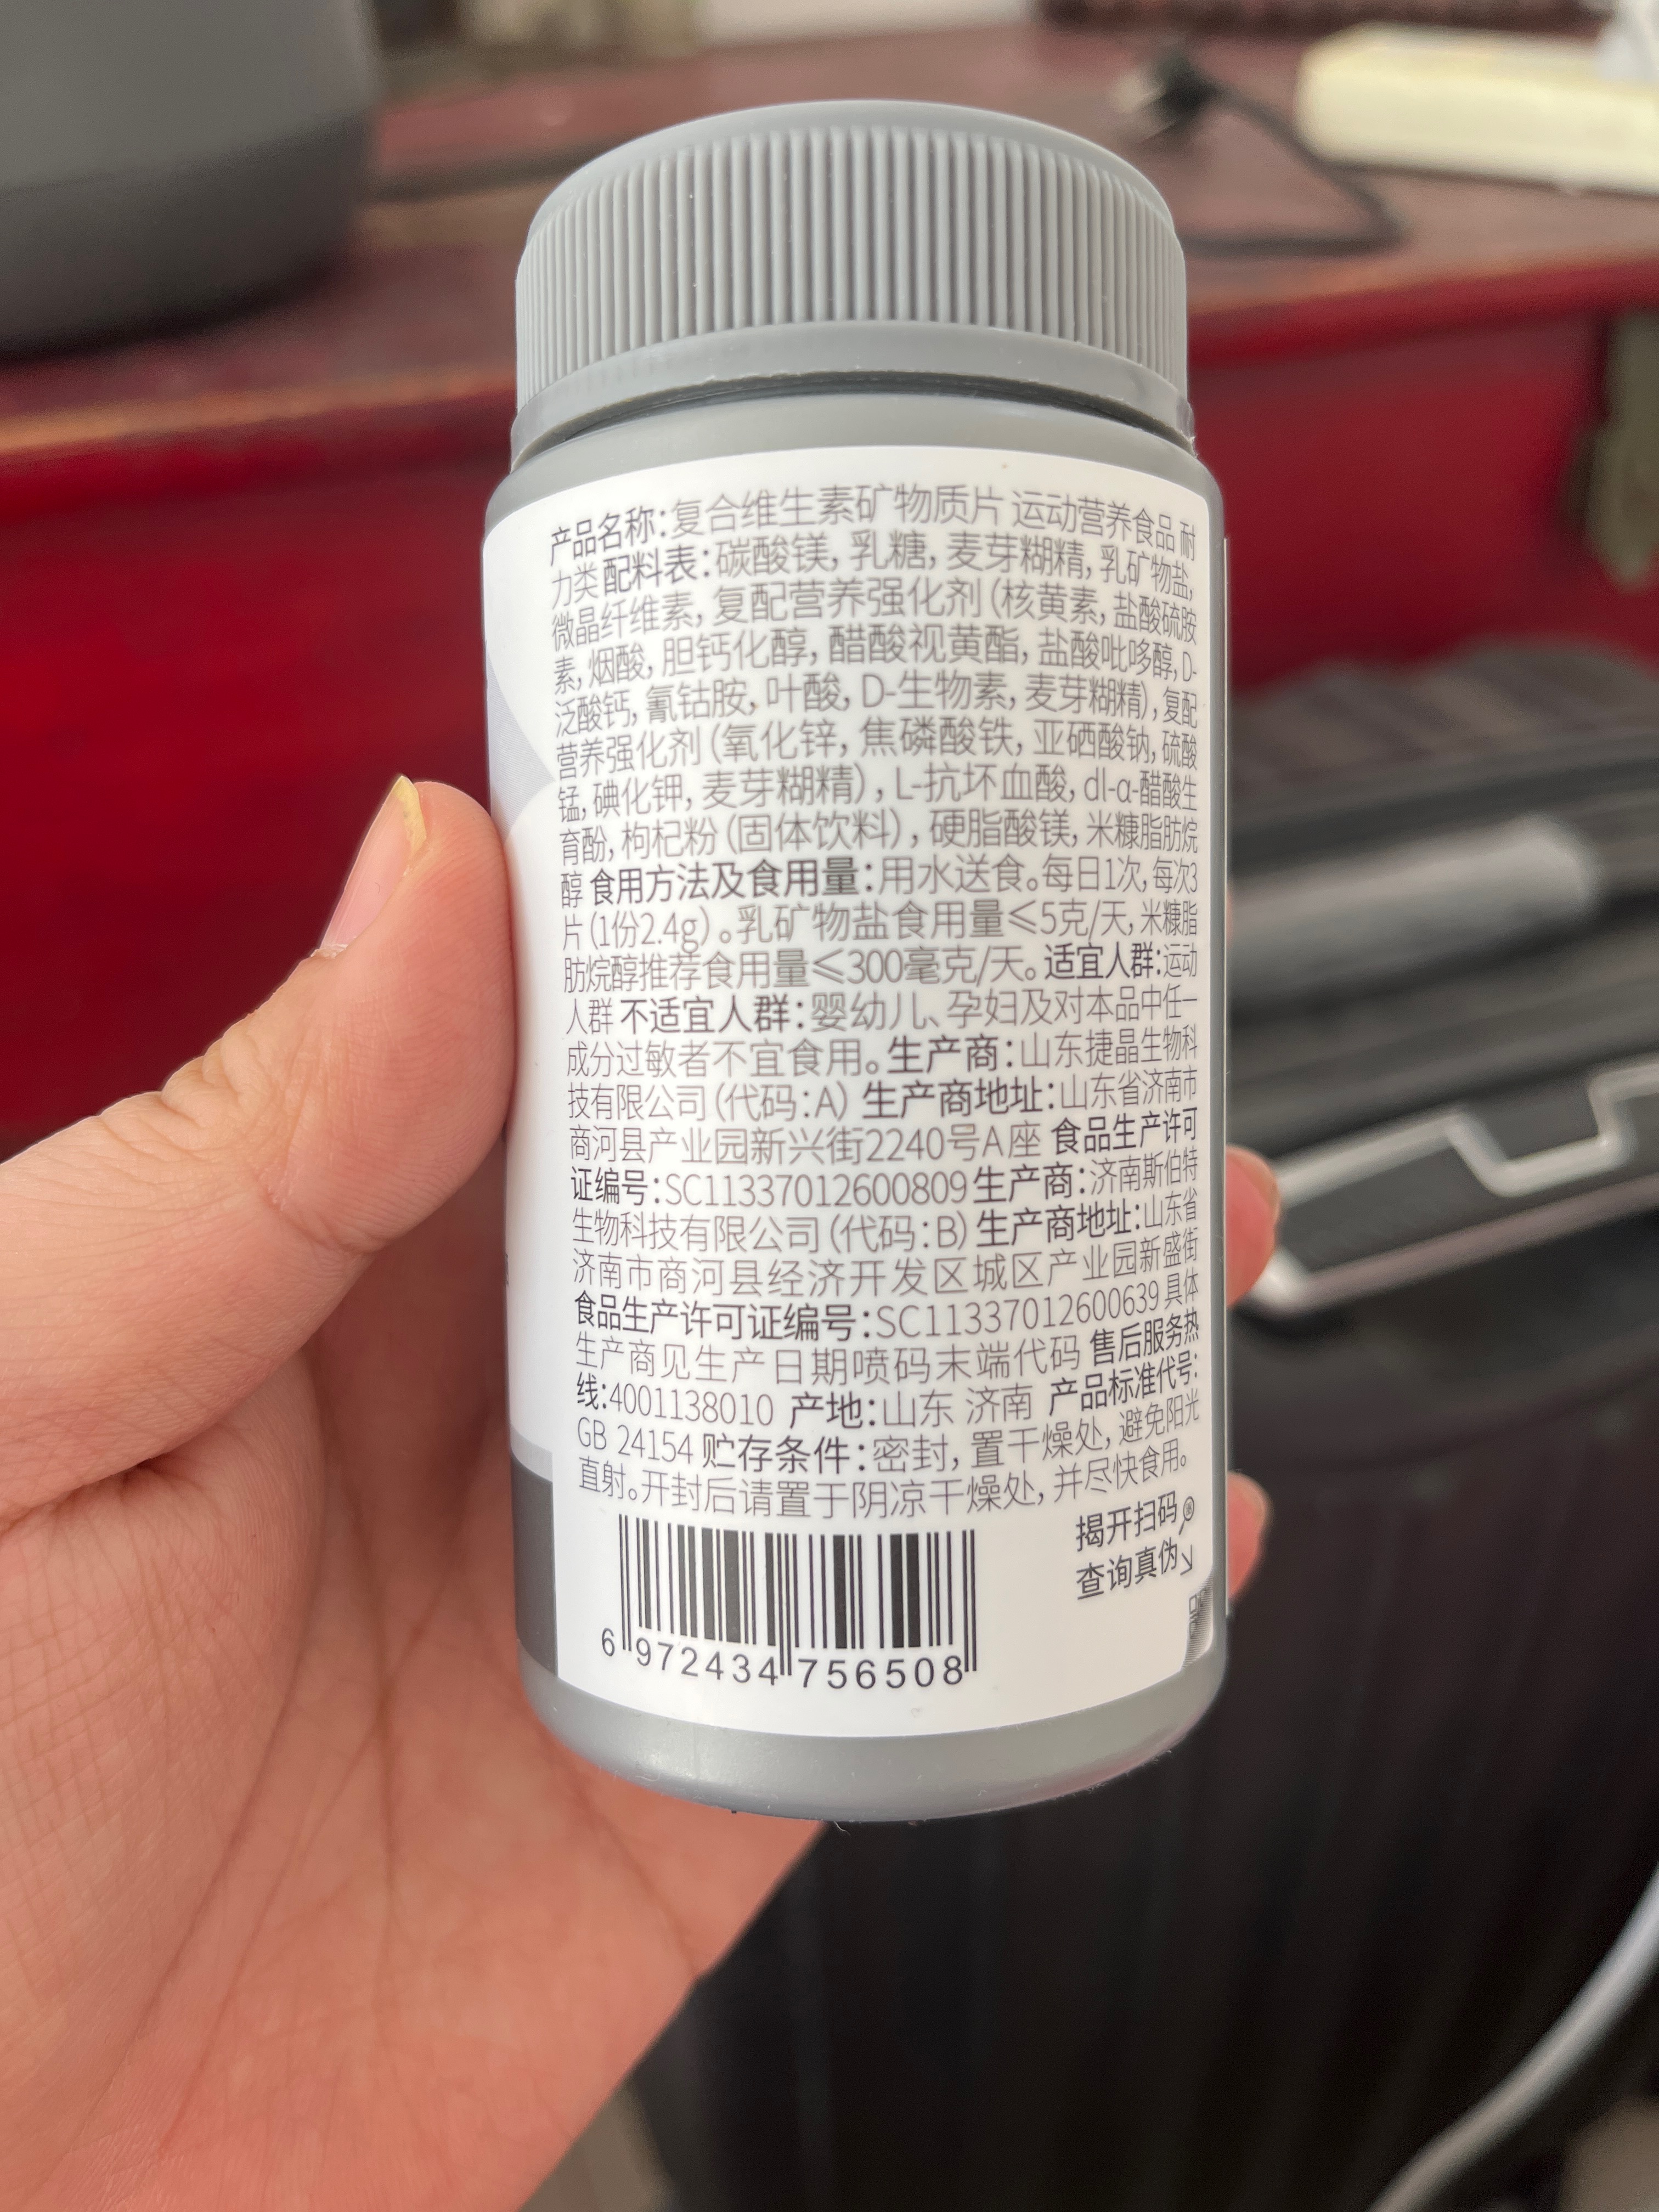 产品名称：复合维生素矿物质片 运动营养食品 耐
力类 配料表：碳酸镁，乳糖，麦芽糊精，乳矿物盐，
微晶纤维素，复配营养强化剂（核黄素，盐酸硫胺
素，烟酸，胆钙化醇，醋酸视黄酯，盐酸吡哆醇，D-
泛酸钙，氰钴胺，叶酸，D-生物素，麦芽糊精），复配
营养强化剂（氧化锌，焦磷酸铁，亚硒酸钠，硫酸
锰，碘化钾，麦芽糊精），L-抗坏血酸，dl-α-醋酸生
育酚，枸杞粉（固体饮料），硬脂酸镁，米糠脂肪烷
醇 食用方法及食用量：用水送食。每日1次，每次3
片（1份2.4g）。乳矿物盐食用量≤5克/天，米糠脂
肪烷醇推荐食用量≤300毫克/天。适宜人群：运动
人群 不适宜人群：婴幼儿、孕妇及对本品中任一
成分过敏者不宜食用。生产商：山东捷晶生物科
技有限公司（代码：A） 生产商地址：山东省济南市
商河县产业园新兴街2240号A座 食品生产许可
证编号：SC11337012600809 生产商：济南斯伯特
生物科技有限公司（代码：B） 生产商地址：山东省
济南市商河县经济开发区城区产业园新盛街
食品生产许可证编号：SC11337012600639 具体
生产商见生产日期喷码末端代码 售后服务热
线：4001138010 产地：山东 济南 产品标准代号：
GB 24154 贮存条件：密封，置干燥处，避免阳光
直射。开封后请置于阴凉干燥处，并尽快食用。
揭开扫码
查询真伪
6 972434 756508